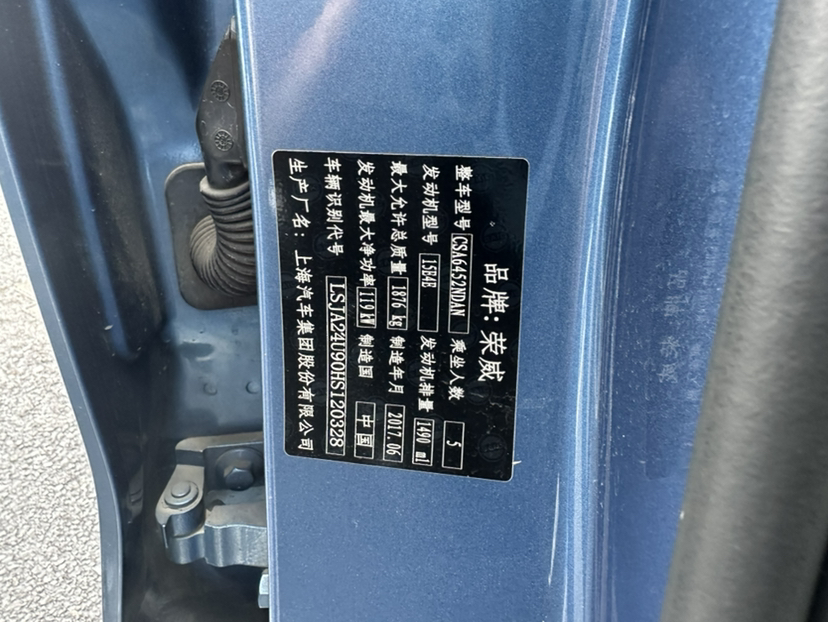 品牌: 荣威
整车型号 CSA6452NDAN 乘坐人数 5
发动机型号 15E4E 发动机排量 1490 ml
最大允许总质量 1876 kg 制造年月 2017.06
发动机最大净功率 119 kW 制造国 中国
车辆识别代号 LSJA24U90HS120328
生产厂名: 上海汽车集团股份有限公司